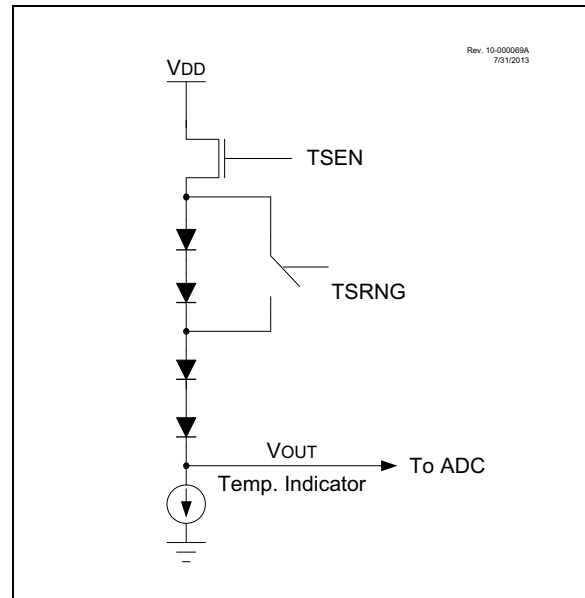 Rev. 10-000069A
7/31/2013
VDD
TSEN
TSRNG
VOUT
To ADC
Temp. Indicator